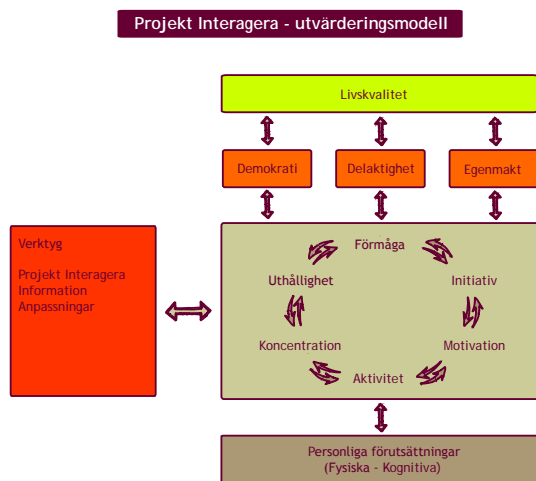 Projekt Interagera - utvärderingsmodell
Livskvalitet
Demokrati
Delaktighet
Egenmakt
Verktyg
Projekt Interagera
Information
Anpassningar
Förmåga
Uthållighet
Initiativ
Koncentration
Motivation
Aktivitet
Personliga förutsättningar
(Fysiska - Kognitiva)